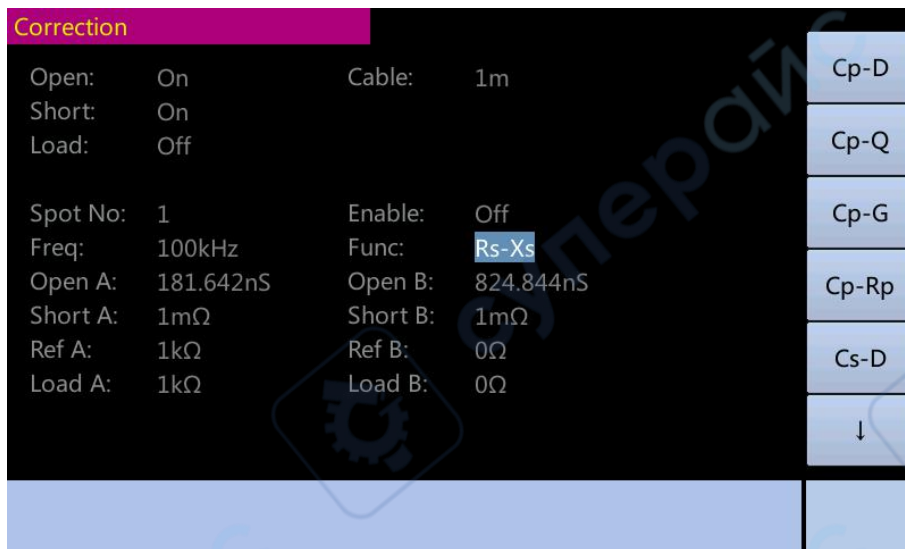 Correction
Open: On Cable: 1m
Short: On
Load: Off
Spot No: 1 Enable: Off
Freq: 100kHz Func: Rs-Xs
Open A: 181.642nS Open B: 824.844nS
Short A: 1mΩ Short B: 1mΩ
Ref A: 1kΩ Ref B: 0Ω
Load A: 1kΩ Load B: 0Ω
Cp-D
Cp-Q
Cp-G
Cp-Rp
Cs-D
↓
суперайс